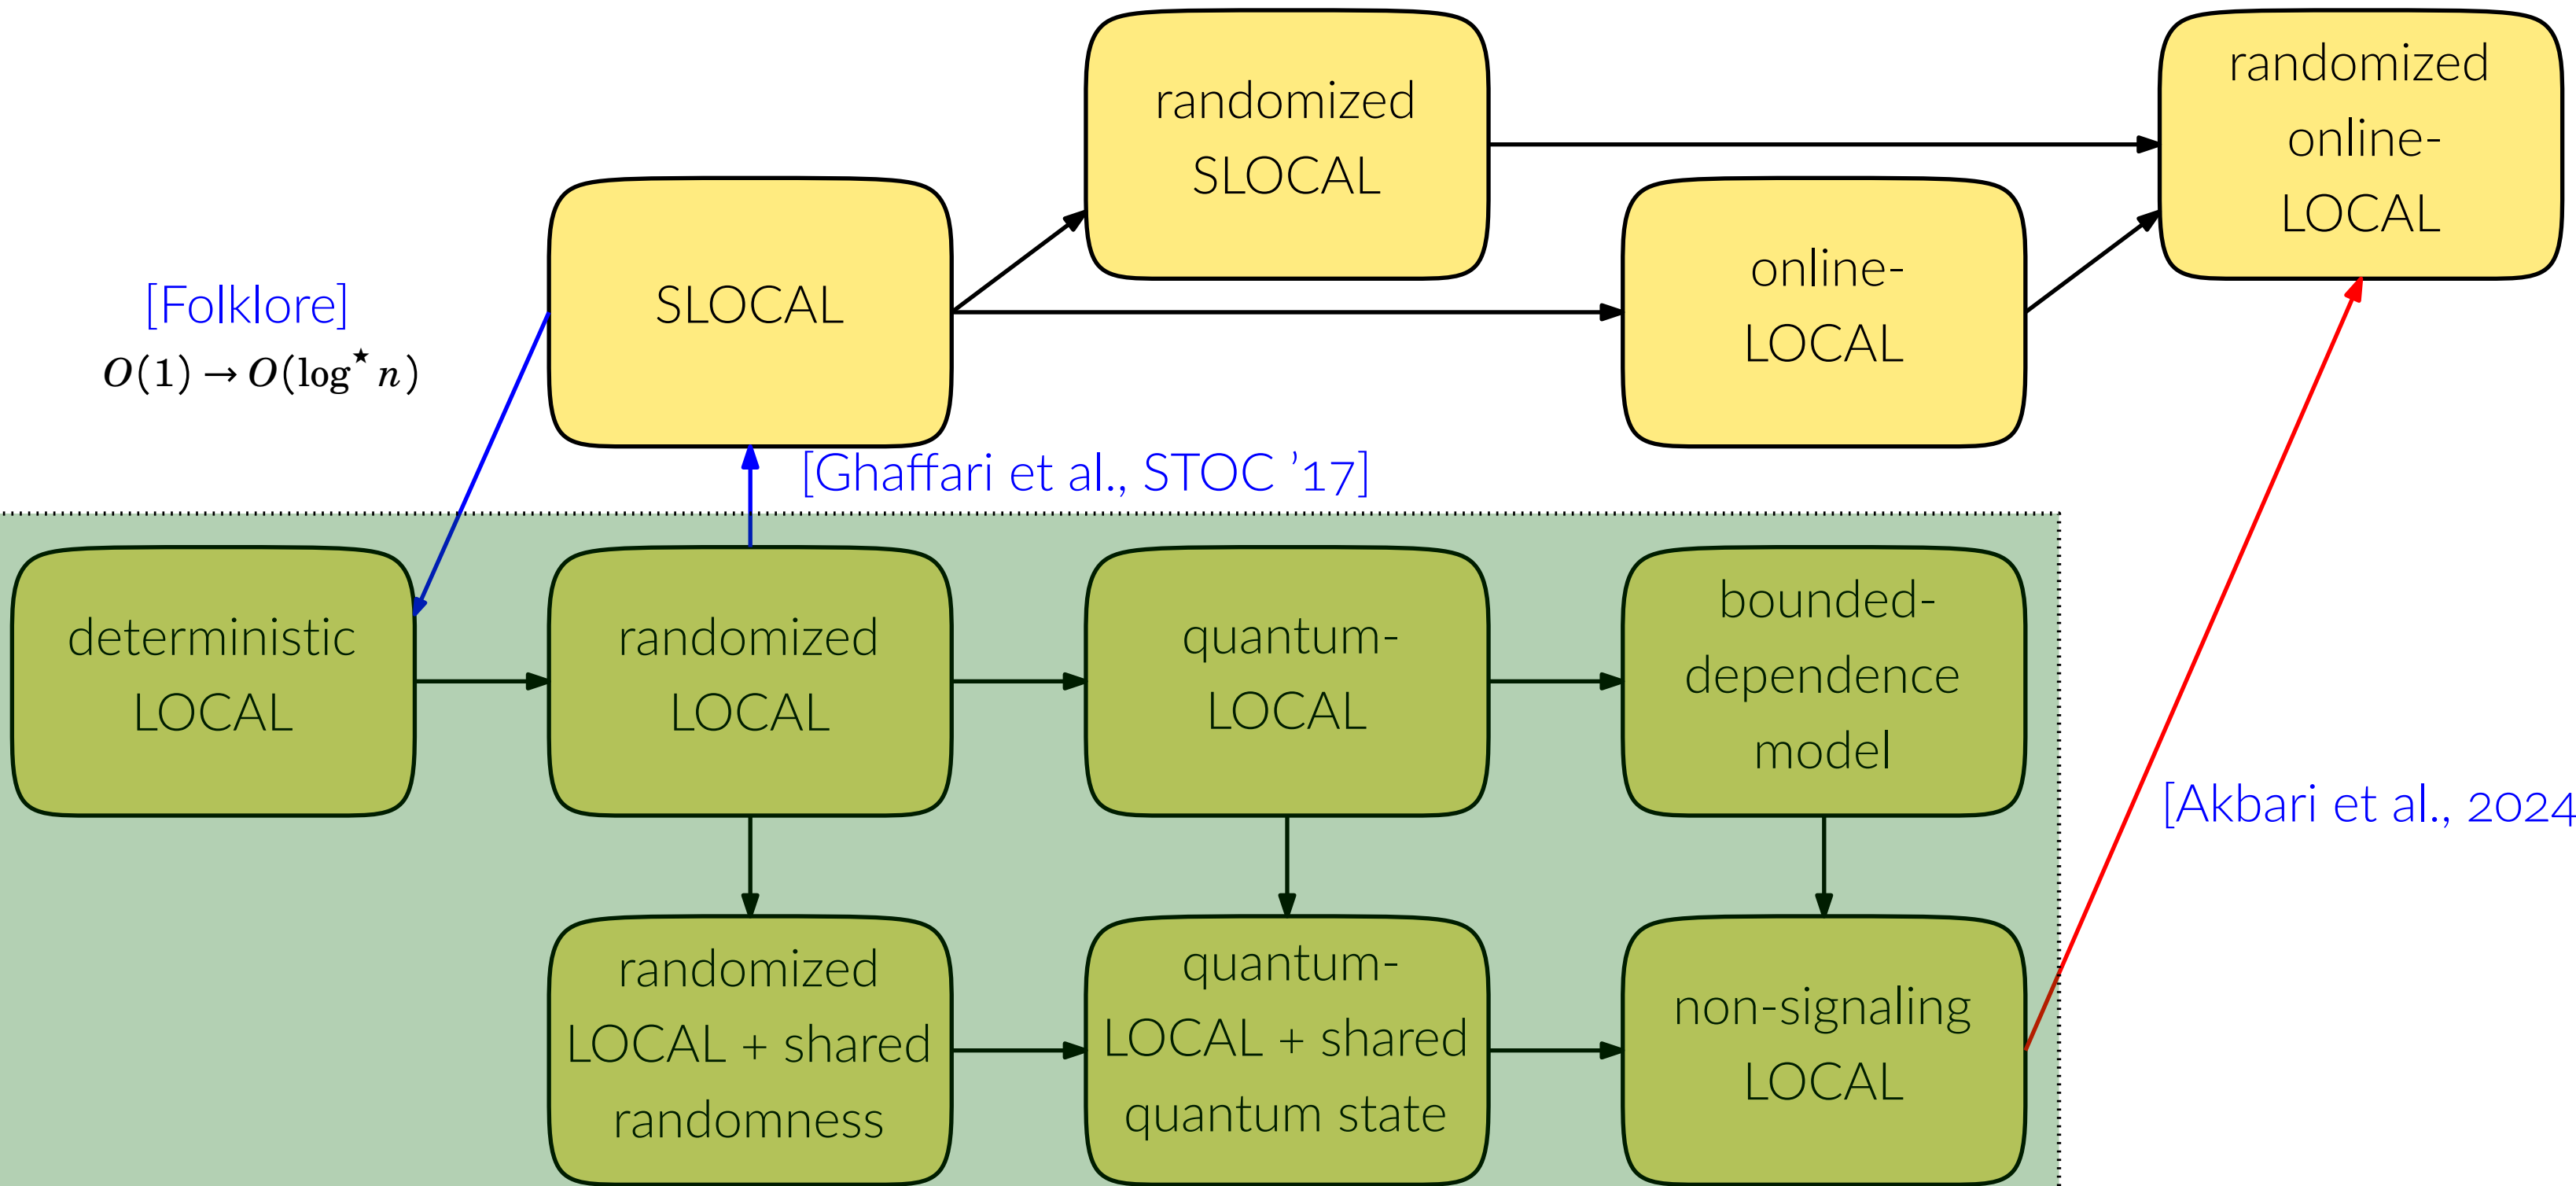 randomized
SLOCAL
randomized
online-
LOCAL
[Folklore]
O(1) → O(log⋆ n)
SLOCAL
online-
LOCAL
[Ghaffari et al., STOC ’17]
deterministic
LOCAL
randomized
LOCAL
quantum-
LOCAL
bounded-
dependence
model
[Akbari et al., 2024
randomized
LOCAL + shared
randomness
quantum-
LOCAL + shared
quantum state
non-signaling
LOCAL